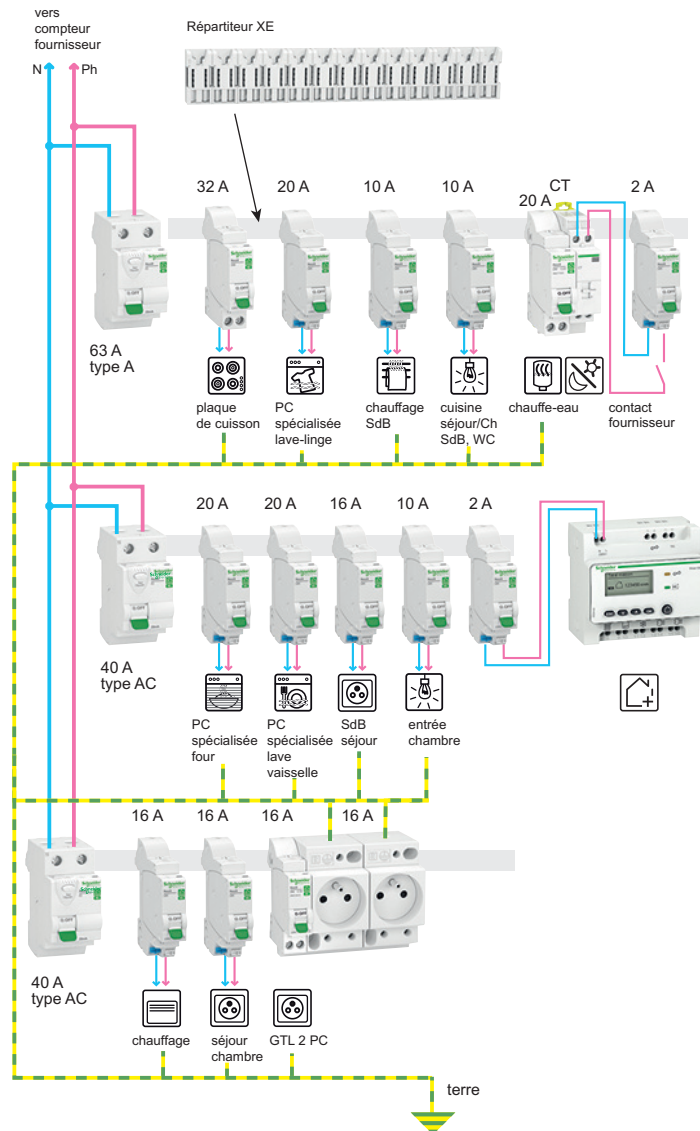 vers
compteur
fournisseur
N
Ph
Répartiteur XE
32 A
20 A
10 A
10 A
CT
20 A
2 A
63 A
type A
plaque
de cuisson
PC
spécialisée
lave-linge
chauffage
SdB
cuisine
séjour/Ch
SdB, WC
chauffe-eau
contact
fournisseur
20 A
20 A
16 A
10 A
2 A
40 A
type AC
Schneider
PC
spécialisée
four
PC
spécialisée
lave
vaisselle
SdB
séjour
entrée
chambre
16 A
16 A
16 A
16 A
40 A
type AC
chauffage
séjour
chambre
GTL 2 PC
terre